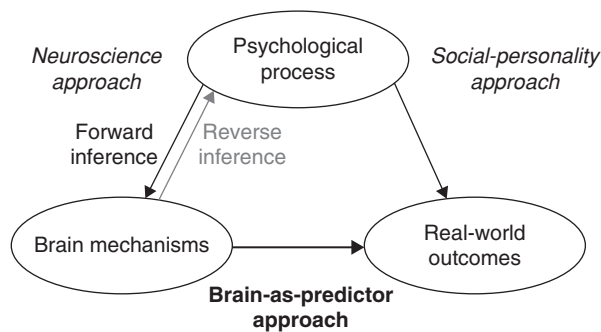 Neuroscience
approach
Psychological
process
Social-personality
approach
Forward
inference
Reverse
inference
Brain mechanisms
Real-world
outcomes
Brain-as-predictor
approach